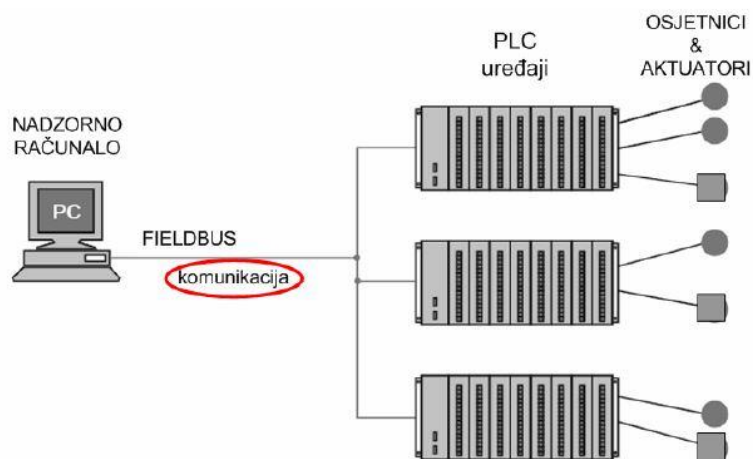 NADZORNO
RAČUNALO
PC
FIELDBUS
komunikacija
PLC
uređaji
OSJETNICI
&
AKTUATORI